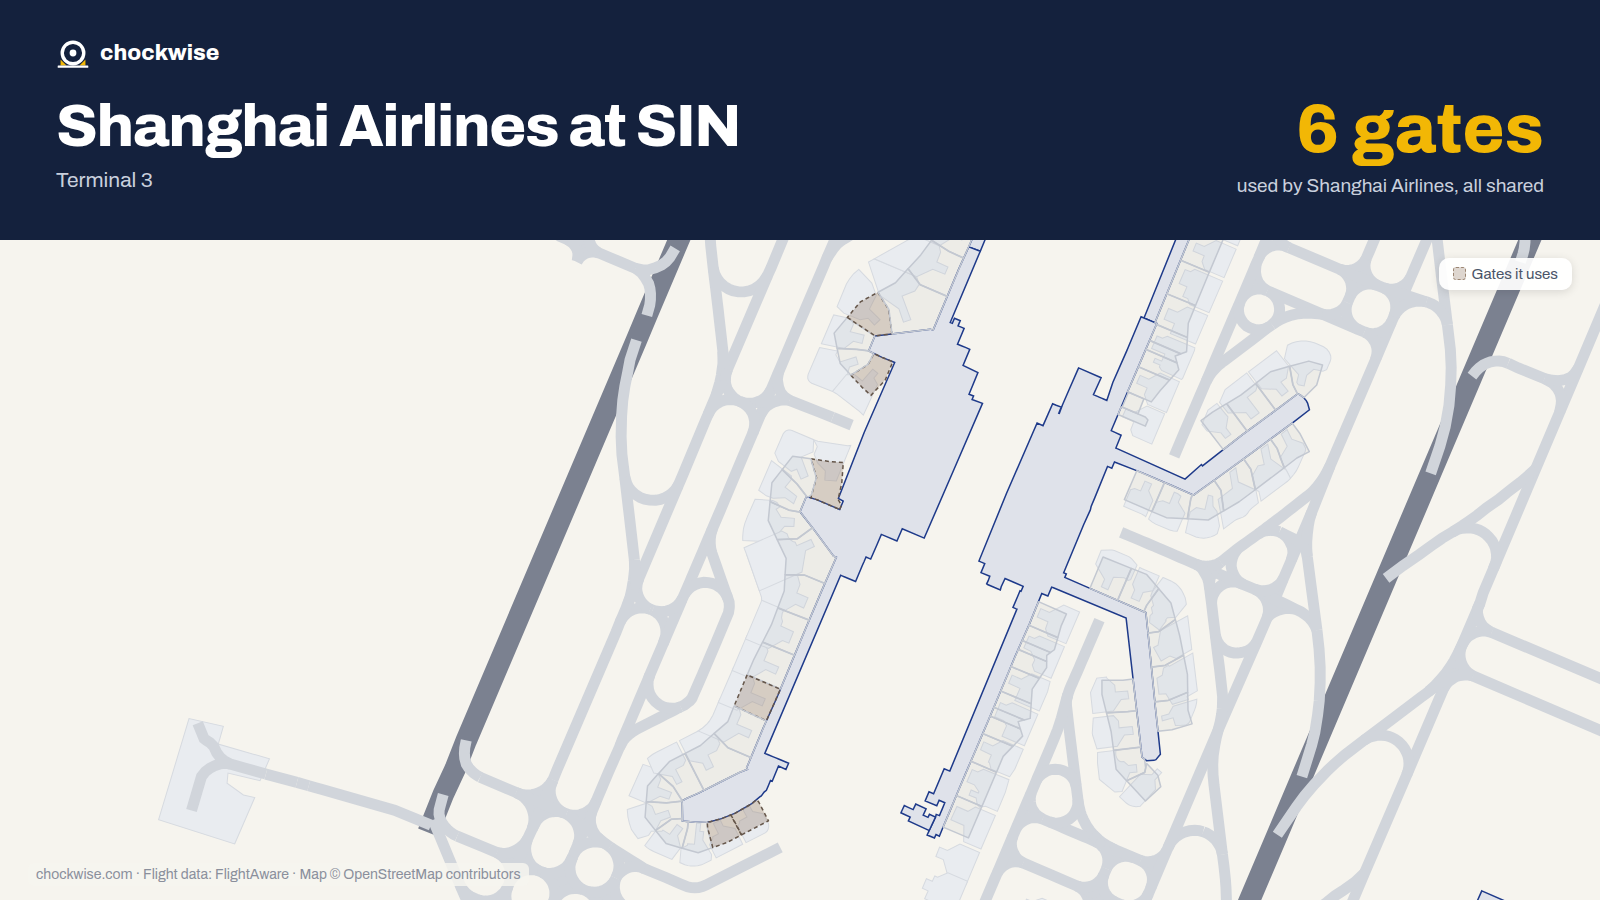 chockwise
Shanghai Airlines at SIN
Terminal 3
6 gates
used by Shanghai Airlines, all shared
Gates it uses
chockwise.com · Flight data: FlightAware · Map © OpenStreetMap contributors